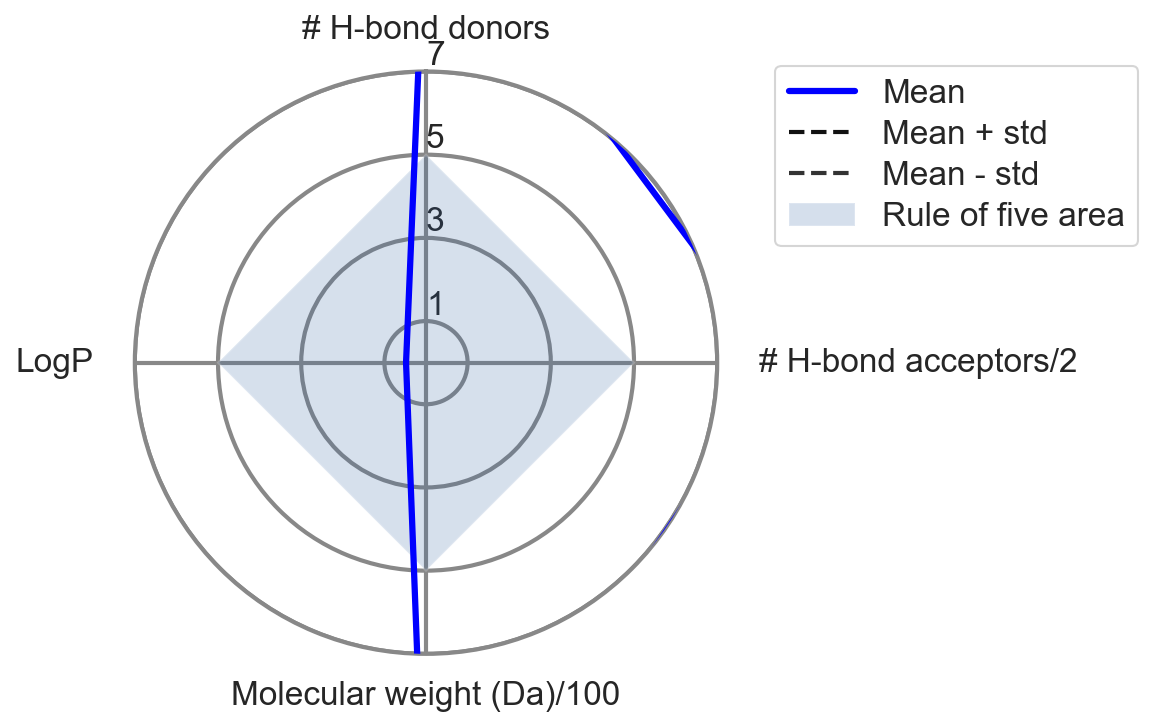 # H-bond donors
7
5
3
1
LogP
# H-bond acceptors/2
Molecular weight (Da)/100
Mean
Mean + std
Mean - std
Rule of five area